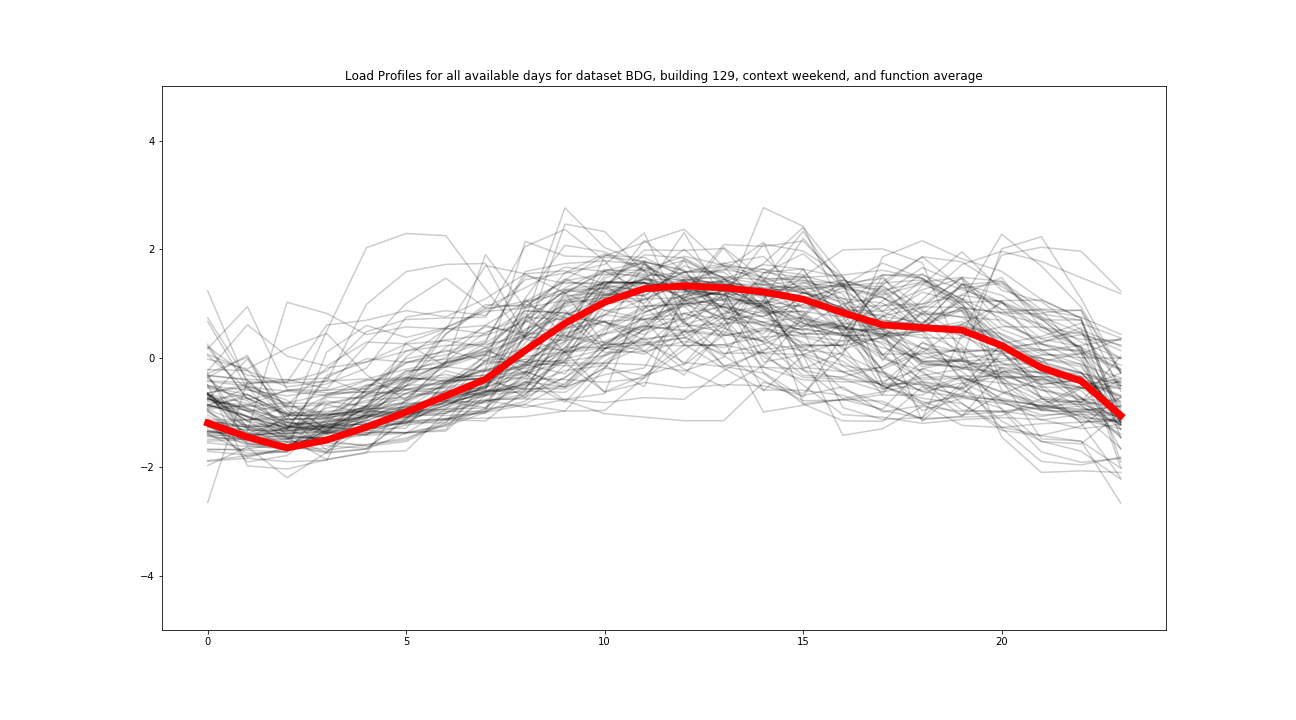 Load Profiles for all available days for dataset BDG, building 129, context weekend, and function average
4
2
0
−2
−4
0 5 10 15 20